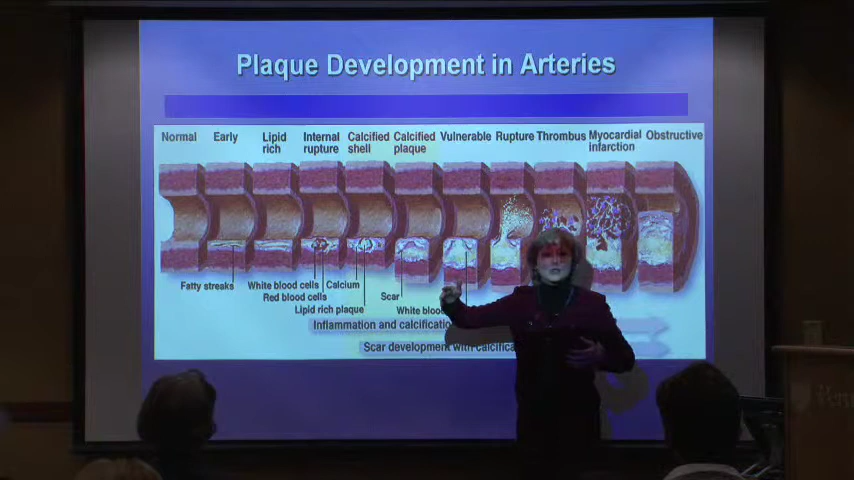 Plaque Development in Arteries
Normal Early Lipid rich Internal rupture Calcified shell Calcified plaque Vulnerable Rupture Thrombus Myocardial infarction Obstructive
Fatty streaks
White blood cells
Red blood cells
Calcium
Lipid rich plaque
Scar
White
Inflammation and
Scar development with